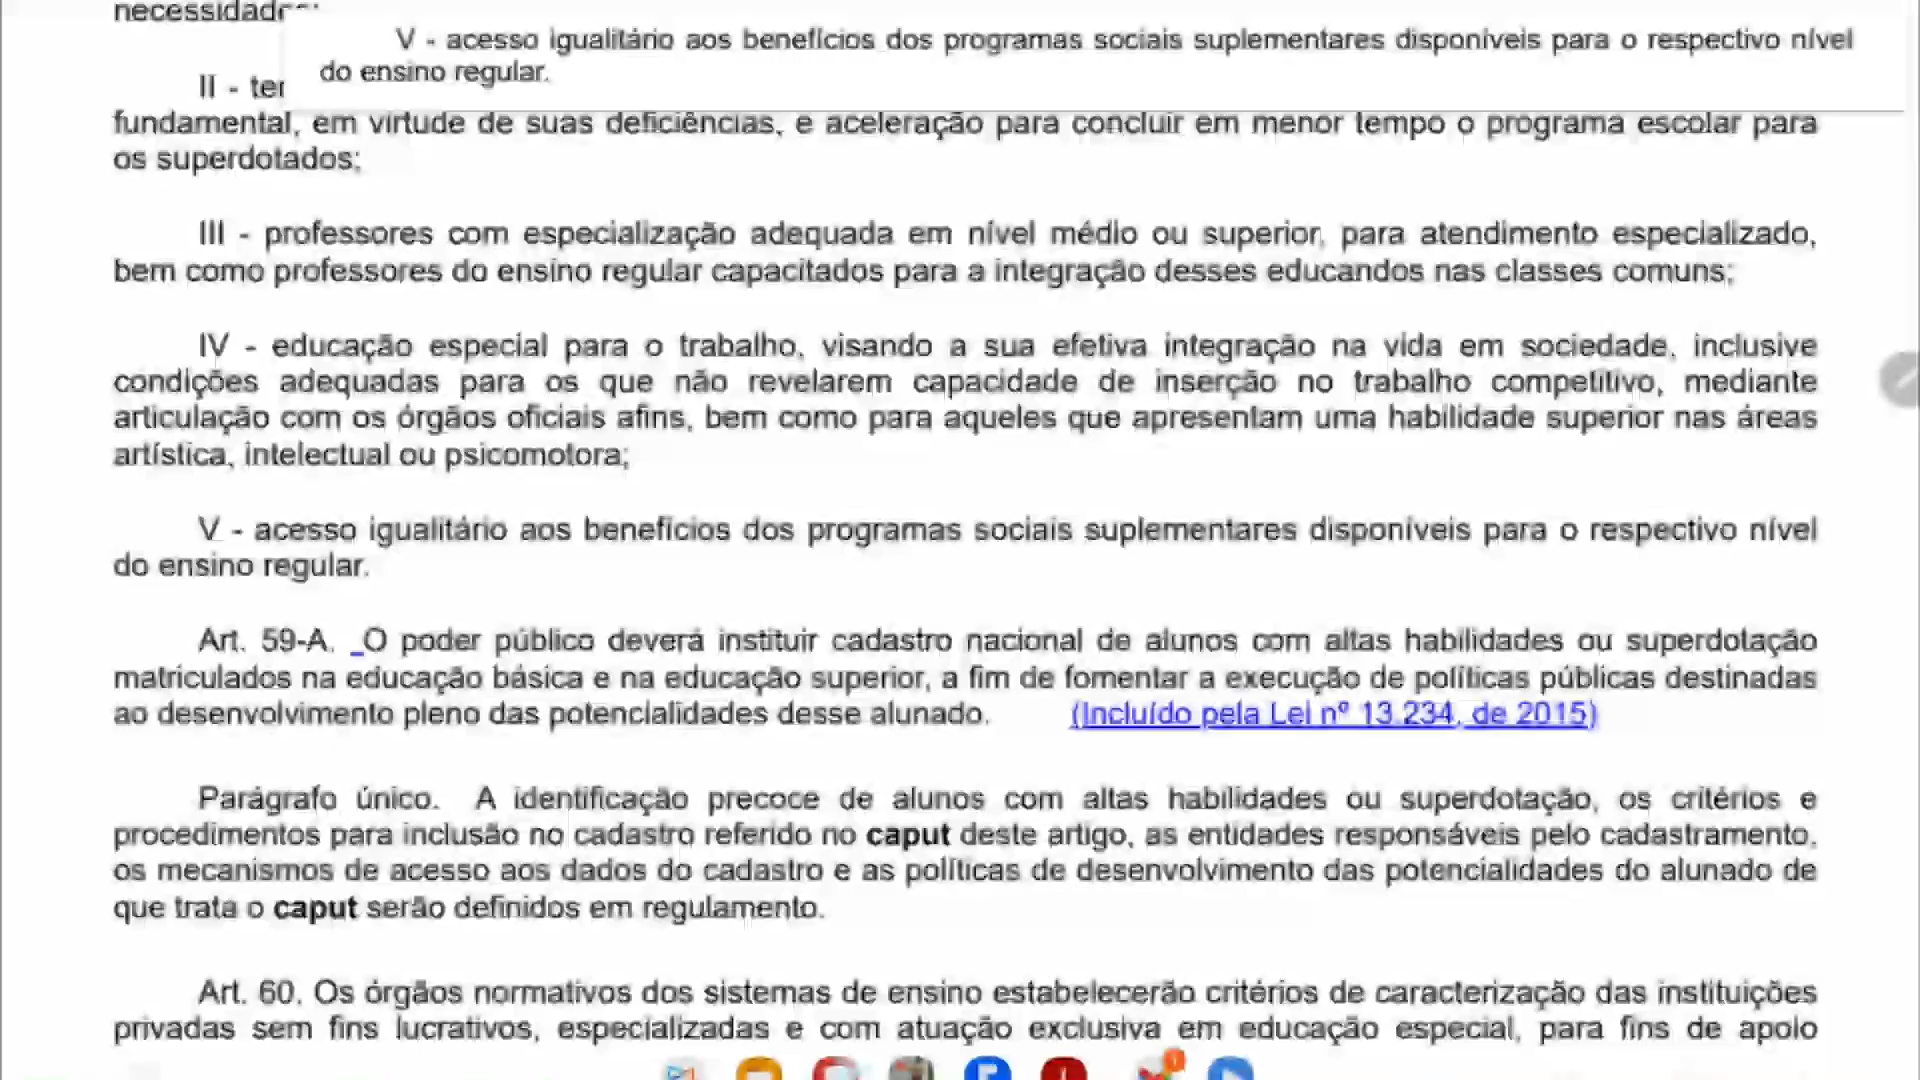 necessidades;
V - acesso igualitário aos benefícios dos programas sociais suplementares disponíveis para o respectivo nível
do ensino regular.
II - ter
fundamental, em virtude de suas deficiências, e aceleração para concluir em menor tempo o programa escolar para
os superdotados;
III - professores com especialização adequada em nível médio ou superior, para atendimento especializado,
bem como professores do ensino regular capacitados para a integração desses educandos nas classes comuns;
IV - educação especial para o trabalho, visando a sua efetiva integração na vida em sociedade, inclusive
condições adequadas para os que não revelarem capacidade de inserção no trabalho competitivo, mediante
articulação com os órgãos oficiais afins, bem como para aqueles que apresentam uma habilidade superior nas áreas
artística, intelectual ou psicomotora;
V - acesso igualitário aos benefícios dos programas sociais suplementares disponíveis para o respectivo nível
do ensino regular.
Art. 59-A. O poder público deverá instituir cadastro nacional de alunos com altas habilidades ou superdotação
matriculados na educação básica e na educação superior, a fim de fomentar a execução de políticas públicas destinadas
ao desenvolvimento pleno das potencialidades desse alunado. (Incluído pela Lei nº 13.234, de 2015)
Parágrafo único. A identificação precoce de alunos com altas habilidades ou superdotação, os critérios e
procedimentos para inclusão no cadastro referido no caput deste artigo, as entidades responsáveis pelo cadastramento,
os mecanismos de acesso aos dados do cadastro e as políticas de desenvolvimento das potencialidades do alunado de
que trata o caput serão definidos em regulamento.
Art. 60. Os órgãos normativos dos sistemas de ensino estabelecerão critérios de caracterização das instituições
privadas sem fins lucrativos, especializadas e com atuação exclusiva em educação especial, para fins de apoio